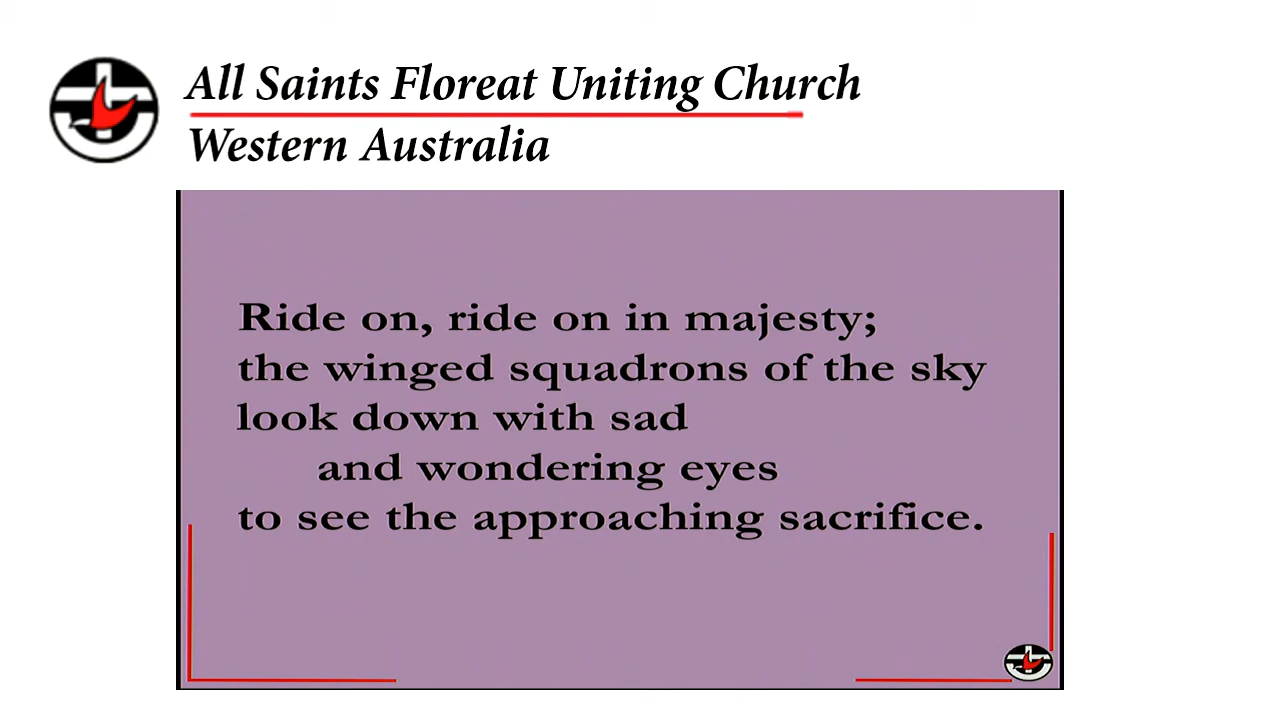 All Saints Floreat Uniting Church
Western Australia
Ride on, ride on in majesty;
the winged squadrons of the sky
look down with sad
and wondering eyes
to see the approaching sacrifice.